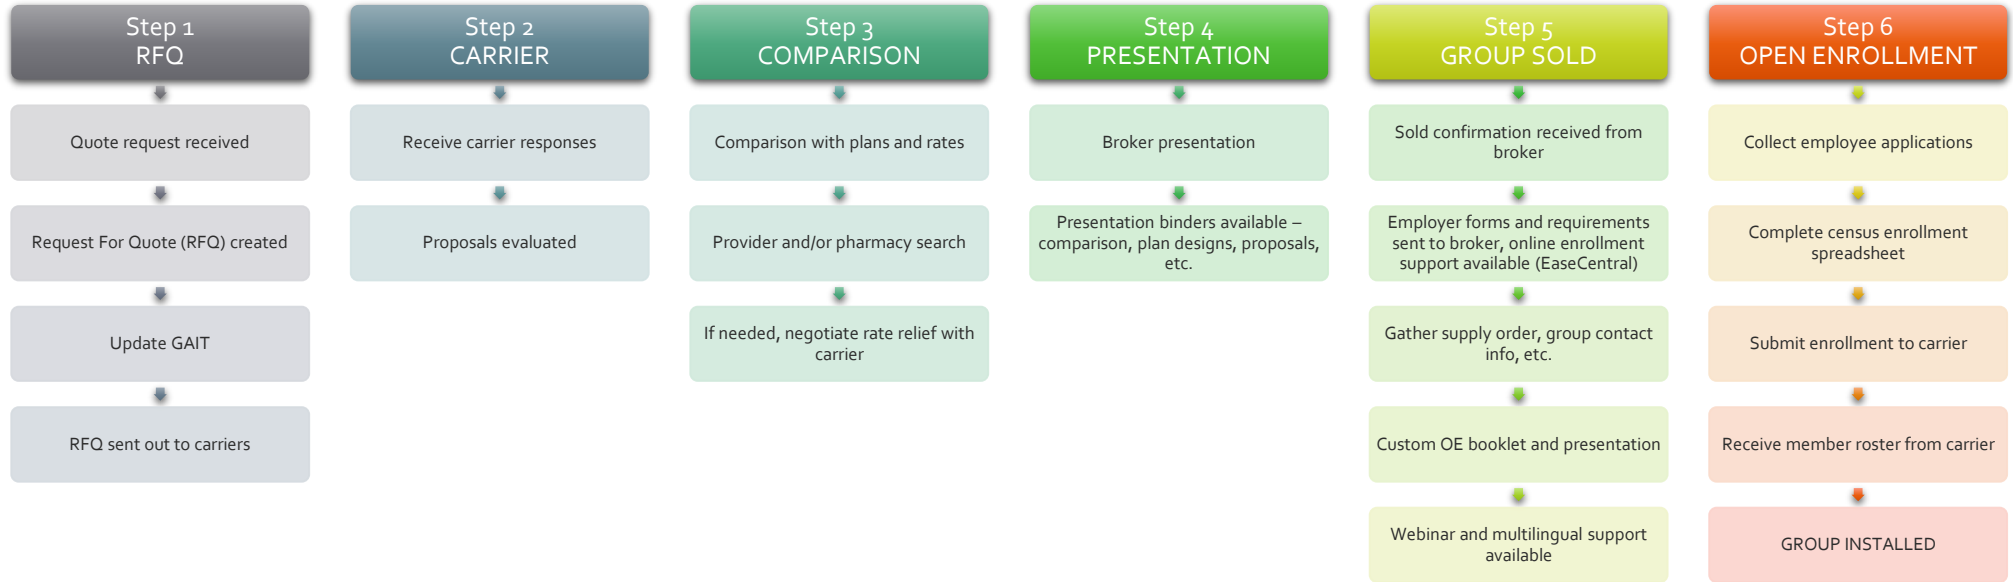 Step 1
RFQ
Quote request received
Request For Quote (RFQ) created
Update GAIT
RFQ sent out to carriers
Step 2
CARRIER
Receive carrier responses
Proposals evaluated
Step 3
COMPARISON
Comparison with plans and rates
Provider and/or pharmacy search
If needed, negotiate rate relief with
carrier
Step 4
PRESENTATION
Broker presentation
Presentation binders available –
comparison, plan designs, proposals,
etc.
Step 5
GROUP SOLD
Sold confirmation received from
broker
Employer forms and requirements
sent to broker, online enrollment
support available (EaseCentral)
Gather supply order, group contact
info, etc.
Custom OE booklet and presentation
Webinar and multilingual support
available
Step 6
OPEN ENROLLMENT
Collect employee applications
Complete census enrollment
spreadsheet
Submit enrollment to carrier
Receive member roster from carrier
GROUP INSTALLED